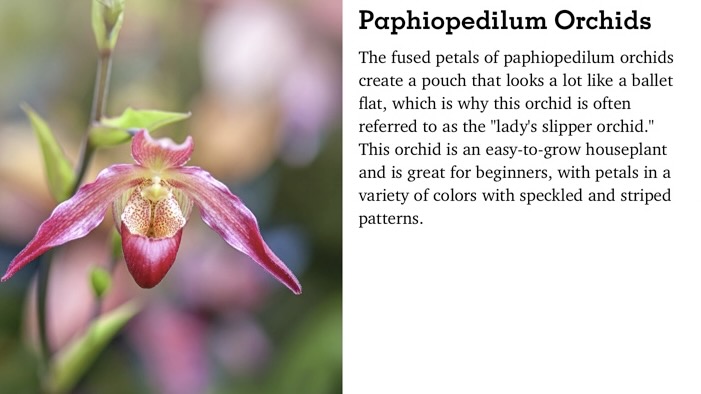 Paphiopedilum Orchids
The fused petals of paphiopedilum orchids
create a pouch that looks a lot like a ballet
flat, which is why this orchid is often
referred to as the "lady's slipper orchid."
This orchid is an easy-to-grow houseplant
and is great for beginners, with petals in a
variety of colors with speckled and striped
patterns.